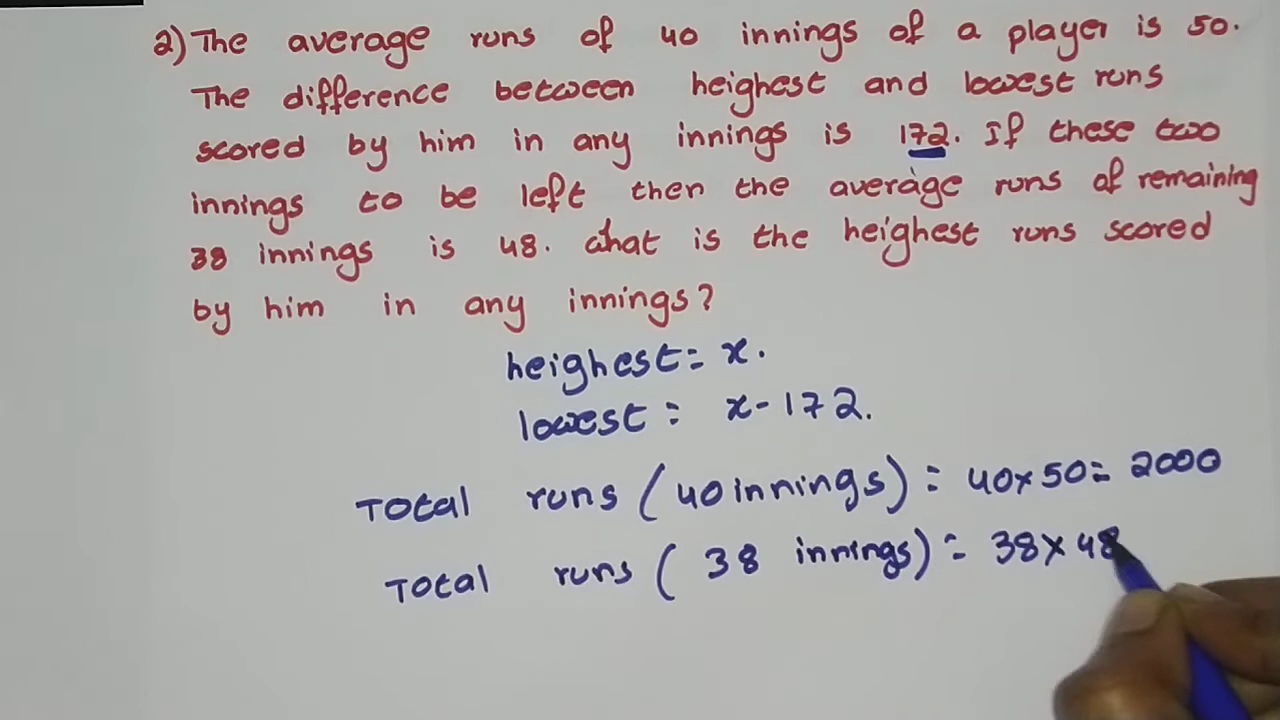 2) The average runs of 40 innings of a player is 50.
The difference between heighest and lowest runs
scored by him in any innings is 172. If these two
innings to be left then the average runs of remaining
38 innings is 48. What is the heighest runs scored
by him in any innings?
heighest = x.
lowest = x - 172.
Total runs (40 innings) = 40 x 50 = 2000
Total runs (38 innings) = 38 x 48